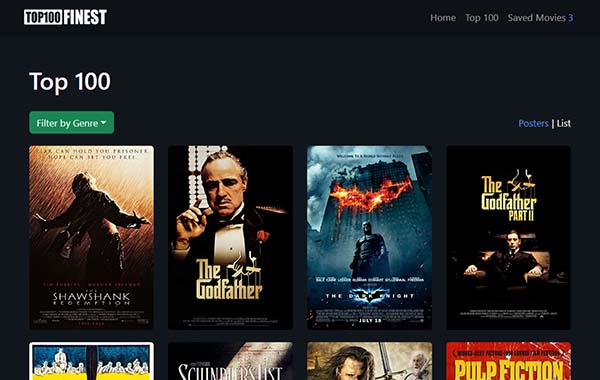 TOP100 FINEST
Home Top 100 Saved Movies 3
Top 100
Filter by Genre
Posters | List
FEAR CAN HOLD YOU PRISONER.
HOPE CAN SET YOU FREE.
TIM ROBBINS MORGAN FREEMAN
THE
SHAWSHANK
REDEMPTION
The
Godfather
WELCOME TO A WORLD WITHOUT RULES.
THE DARK KNIGHT
JULY 18
The
Godfather
PART II
SCHINDLER'S LIST
PULP FICTION